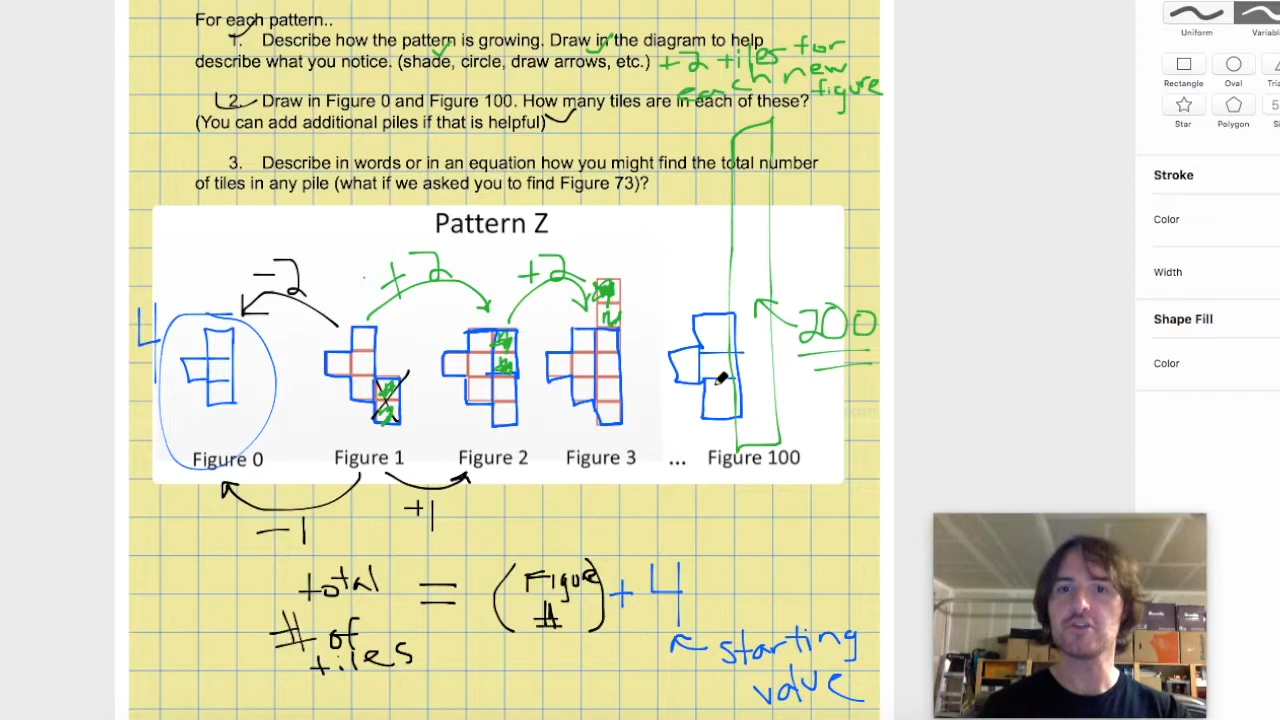 For each pattern..
1. Describe how the pattern is growing. Draw in the diagram to help
describe what you notice. (shade, circle, draw arrows, etc.)
+2 tiles for
each new
figure
2. Draw in Figure 0 and Figure 100. How many tiles are in each of these?
(You can add additional piles if that is helpful)
3. Describe in words or in an equation how you might find the total number
of tiles in any pile (what if we asked you to find Figure 73)?
Pattern Z
-2
+2
+2
4
200
Figure 0
Figure 1
Figure 2
Figure 3
...
Figure 100
-1
+1
total
# of
tiles
=
(Figure
#)
+ 4
starting
value
Uniform
Variab
Rectangle
Oval
Tria
Star
Polygon
5
Si
Stroke
Color
Width
Shape Fill
Color